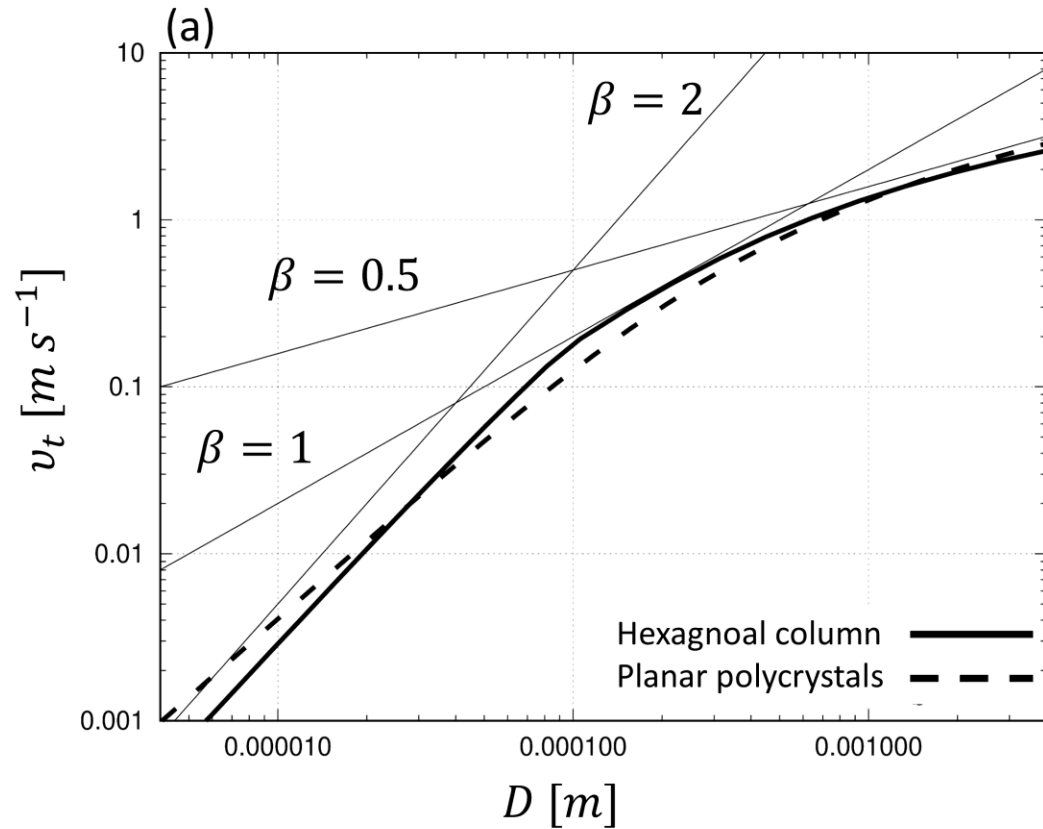 (a)
10
1
0.1
0.01
0.001
v_t [m s⁻¹]
β = 2
β = 0.5
β = 1
Hexagnoal column
Planar polycrystals
0.000010
0.000100
0.001000
D [m]